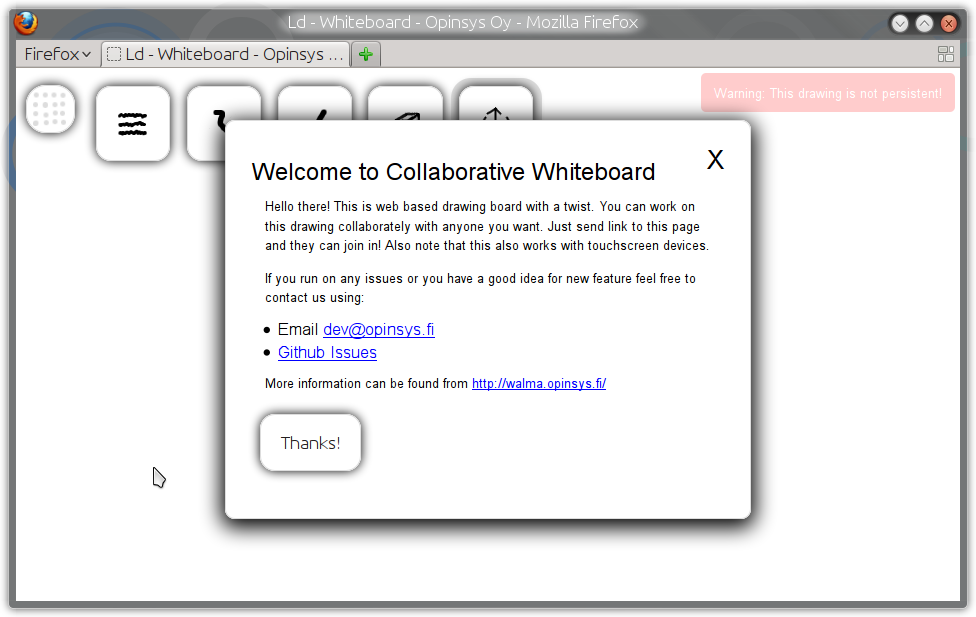 Ld - Whiteboard - Opinsys Oy - Mozilla Firefox
Firefox
Ld - Whiteboard - Opinsys ...
Warning: This drawing is not persistent!
X
Welcome to Collaborative Whiteboard
Hello there! This is web based drawing board with a twist. You can work on
this drawing collaborately with anyone you want. Just send link to this page
and they can join in! Also note that this also works with touchscreen devices.
If you run on any issues or you have a good idea for new feature feel free to
contact us using:
Email dev@opinsys.fi
Github Issues
More information can be found from http://walma.opinsys.fi/
Thanks!